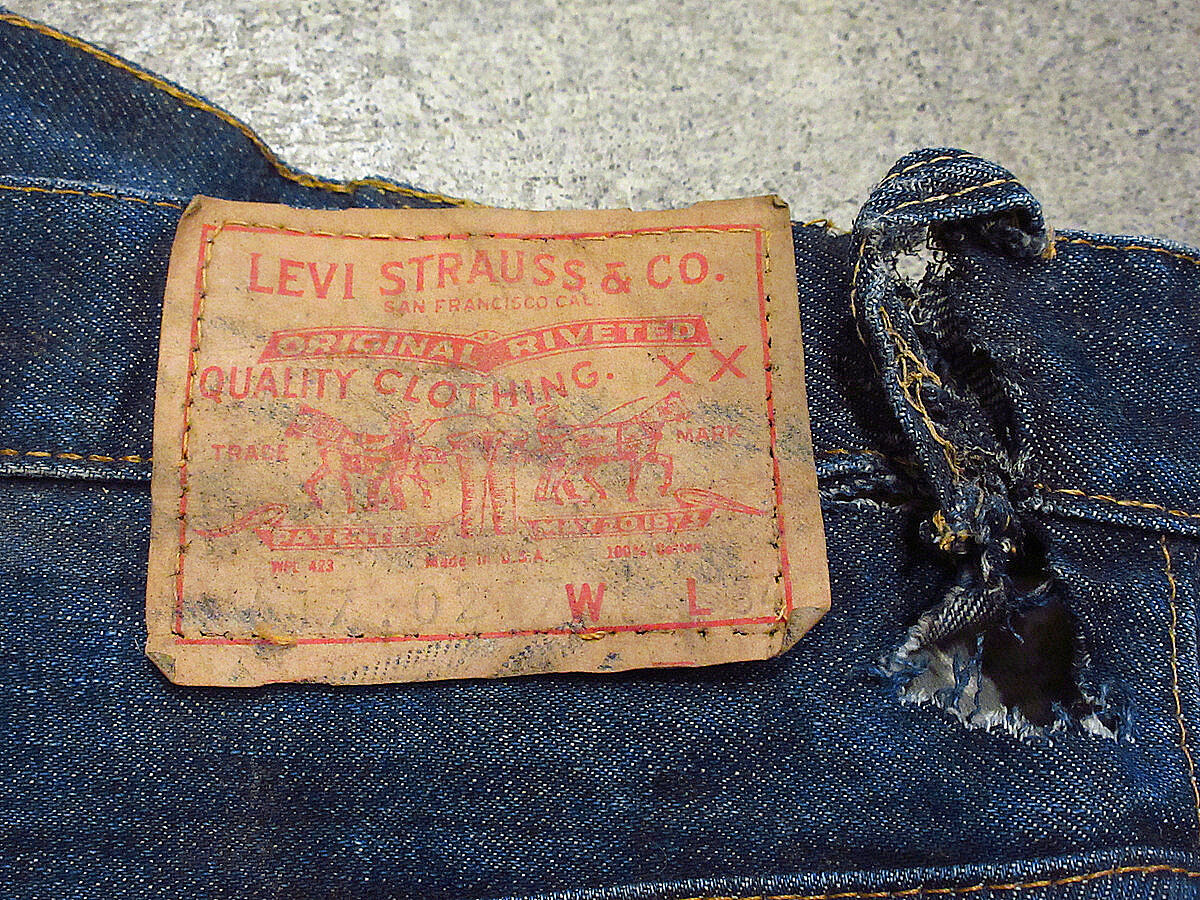 LEVI STRAUSS & CO.
SAN FRANCISCO CAL.
ORIGINAL RIVETED
QUALITY CLOTHING. XX
TRADE MARK
PATENTED MAY 20 1873
WPL 423 Made in U.S.A. 100% Cotton
W L